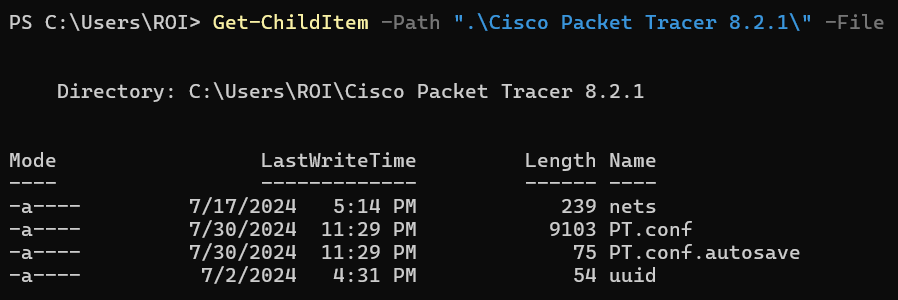 PS C:\Users\ROI> Get-ChildItem -Path ".\Cisco Packet Tracer 8.2.1\" -File
Directory: C:\Users\ROI\Cisco Packet Tracer 8.2.1
Mode                 LastWriteTime         Length Name
----                 -------------         ------ ----
-a----         7/17/2024   5:14 PM            239 nets
-a----         7/30/2024  11:29 PM           9103 PT.conf
-a----         7/30/2024  11:29 PM             75 PT.conf.autosave
-a----          7/2/2024   4:31 PM             54 uuid